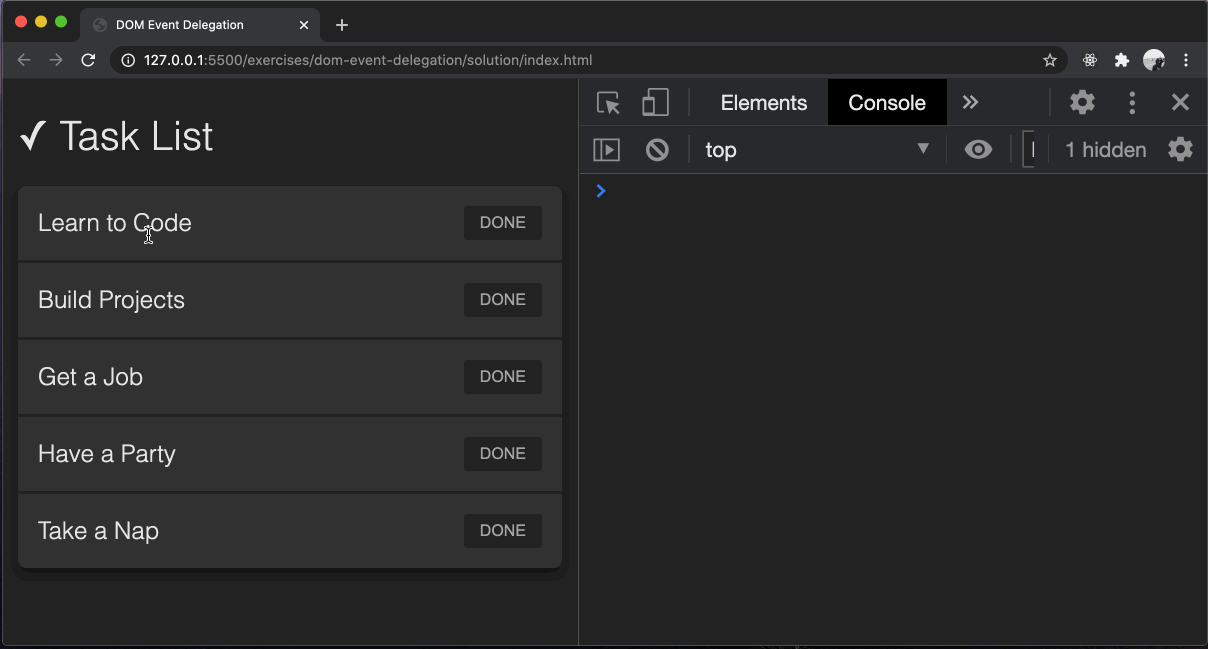 DOM Event Delegation
127.0.0.1:5500/exercises/dom-event-delegation/solution/index.html
Elements
Console
top
1 hidden
✓ Task List
Learn to Code DONE
Build Projects DONE
Get a Job DONE
Have a Party DONE
Take a Nap DONE